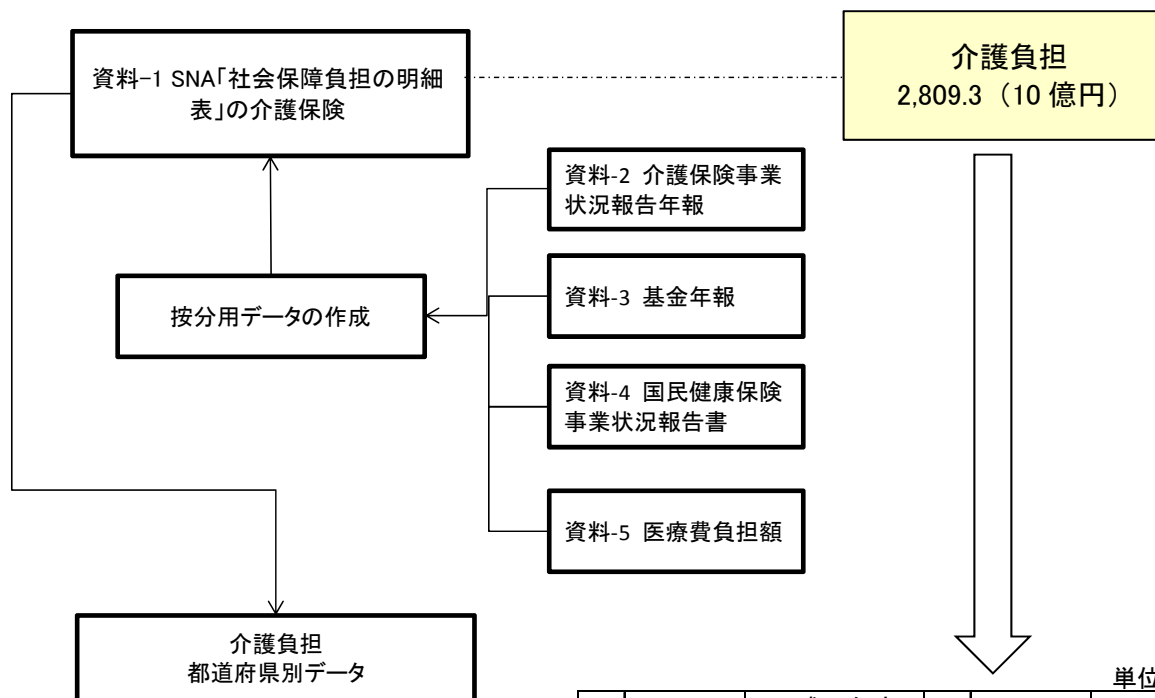 資料-1 SNA「社会保障負担の明細
表」の介護保険
介護負担
2,809.3（10 億円）
資料-2 介護保険事業
状況報告年報
資料-3 基金年報
按分用データの作成
資料-4 国民健康保険
事業状況報告書
資料-5 医療費負担額
介護負担
都道府県別データ
単位